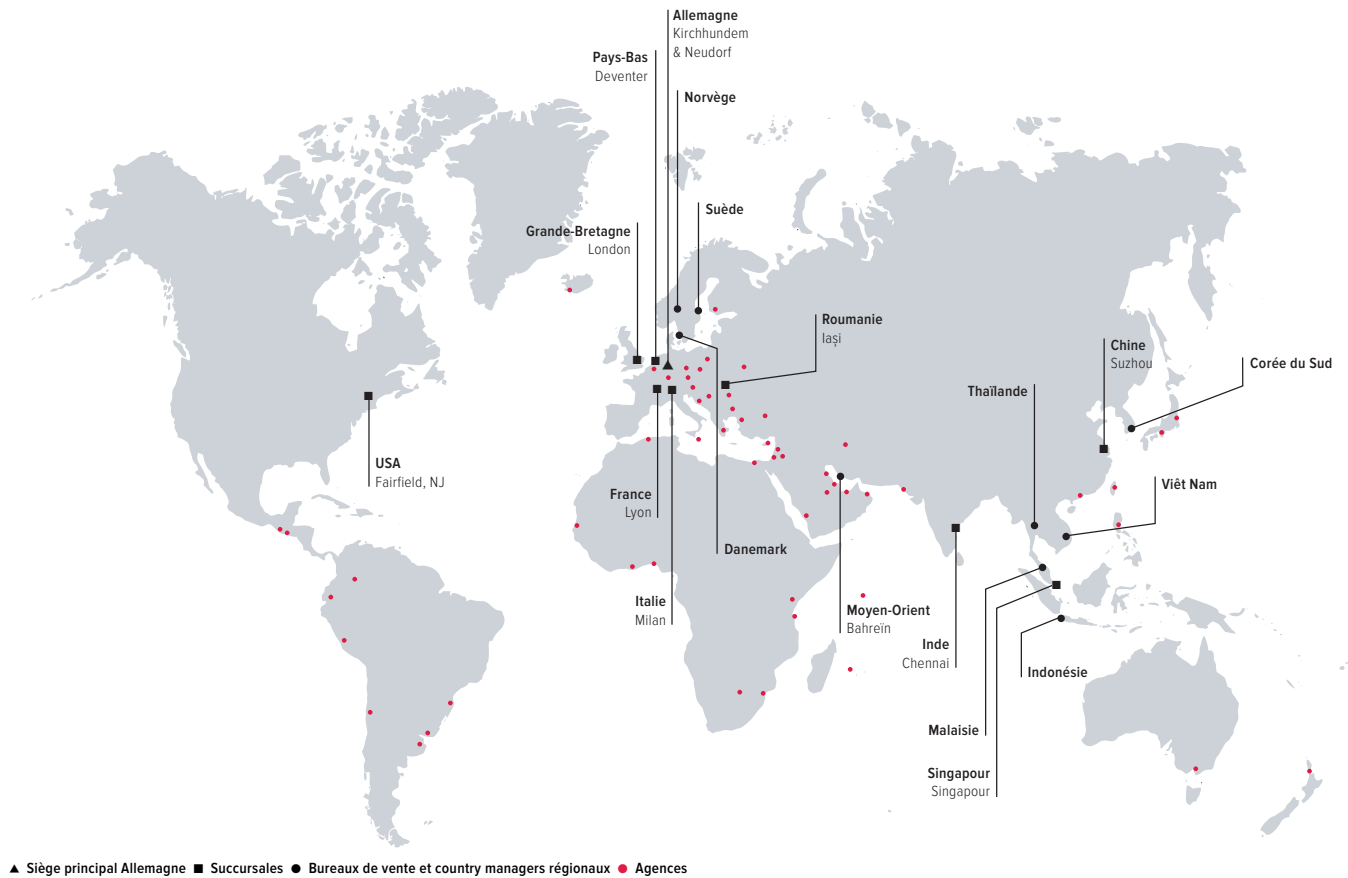 Allemagne
Kirchhundem
& Neudorf
Pays-Bas
Deventer
Norvège
Suède
Grande-Bretagne
London
Roumanie
Iași
Chine
Suzhou
Corée du Sud
Thaïlande
USA
Fairfield, NJ
France
Lyon
Viêt Nam
Danemark
Italie
Milan
Moyen-Orient
Bahreïn
Inde
Chennai
Indonésie
Malaisie
Singapour
Singapour
▲ Siège principal Allemagne ■ Succursales ● Bureaux de vente et country managers régionaux ● Agences